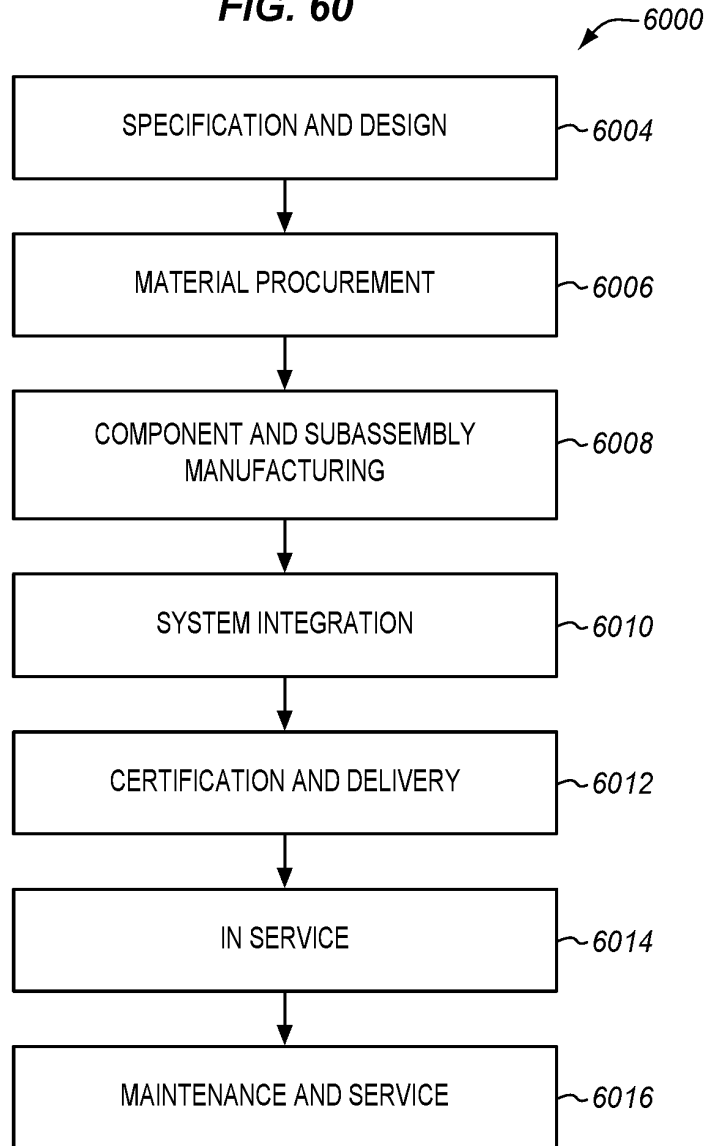 FIG. 60
6000
SPECIFICATION AND DESIGN
6004
MATERIAL PROCUREMENT
6006
COMPONENT AND SUBASSEMBLY
MANUFACTURING
6008
SYSTEM INTEGRATION
6010
CERTIFICATION AND DELIVERY
6012
IN SERVICE
6014
MAINTENANCE AND SERVICE
6016